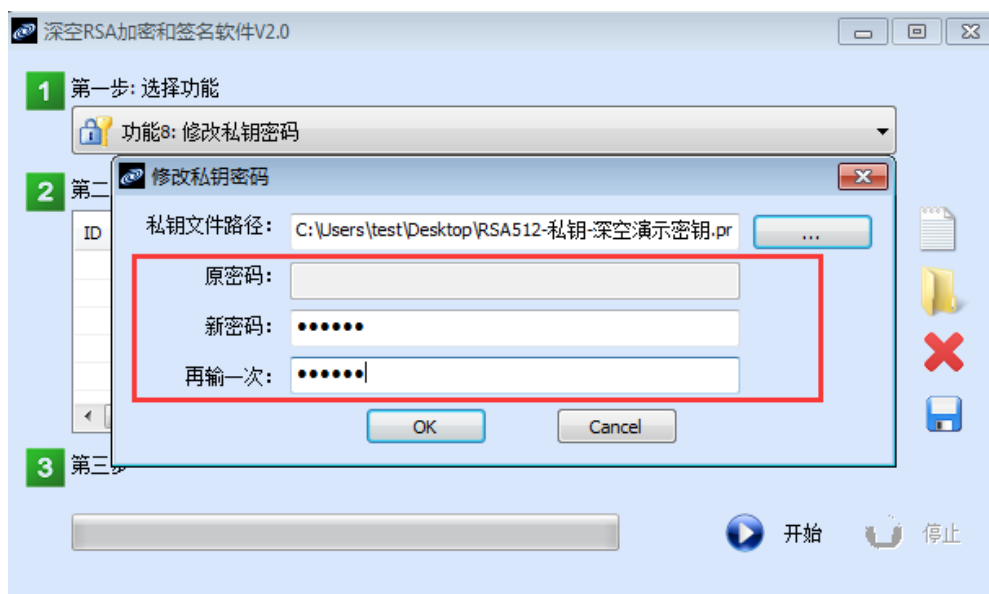 深空RSA加密和签名软件V2.0
1 第一步: 选择功能
功能8: 修改私钥密码
修改私钥密码
2 第二
ID
私钥文件路径: C:\Users\test\Desktop\RSA512-私钥-深空演示密钥.pr ...
原密码:
新密码: ••••••
再输一次: ••••••
OK Cancel
3 第三步
开始 停止